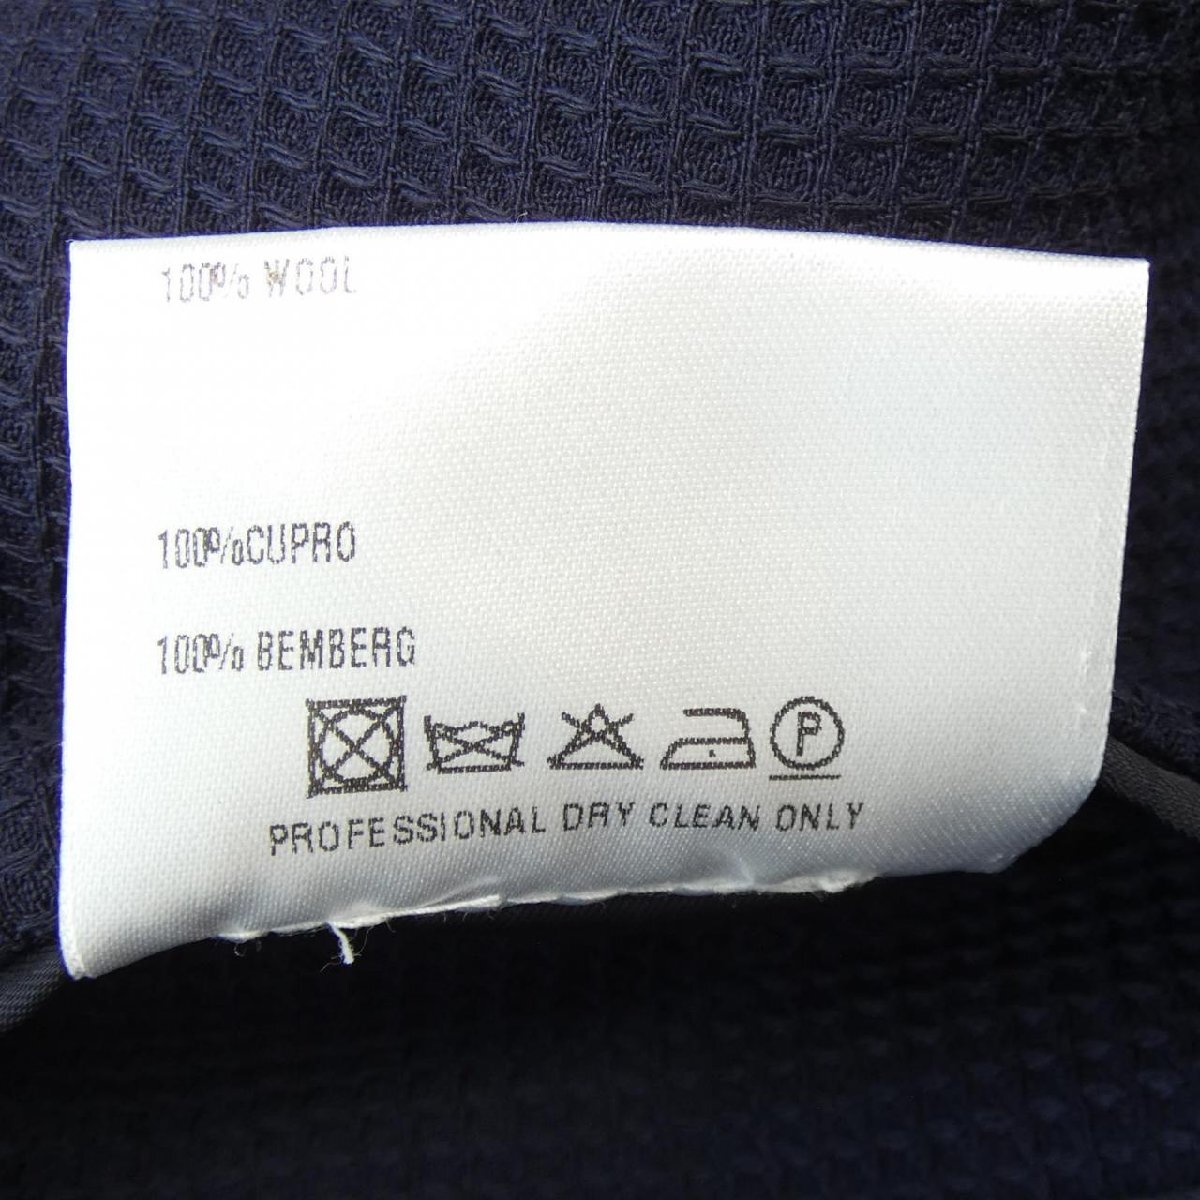 100% WOOL
100%CUPRO
100% BEMBERG
P
PROFESSIONAL DRY CLEAN ONLY